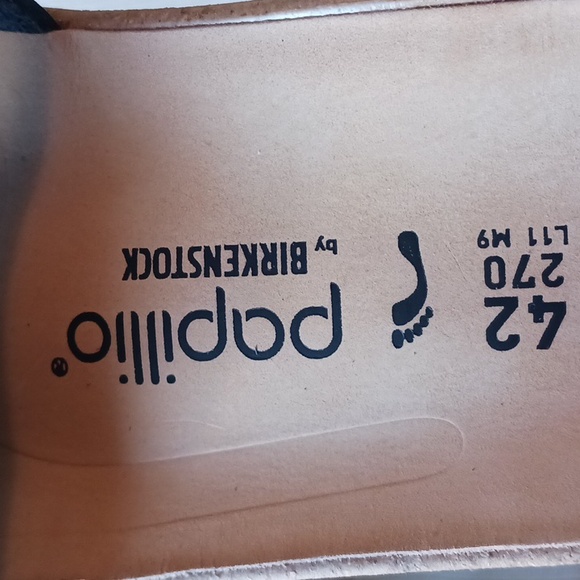 42
270
L11 M9
papillio®
by BIRKENSTOCK